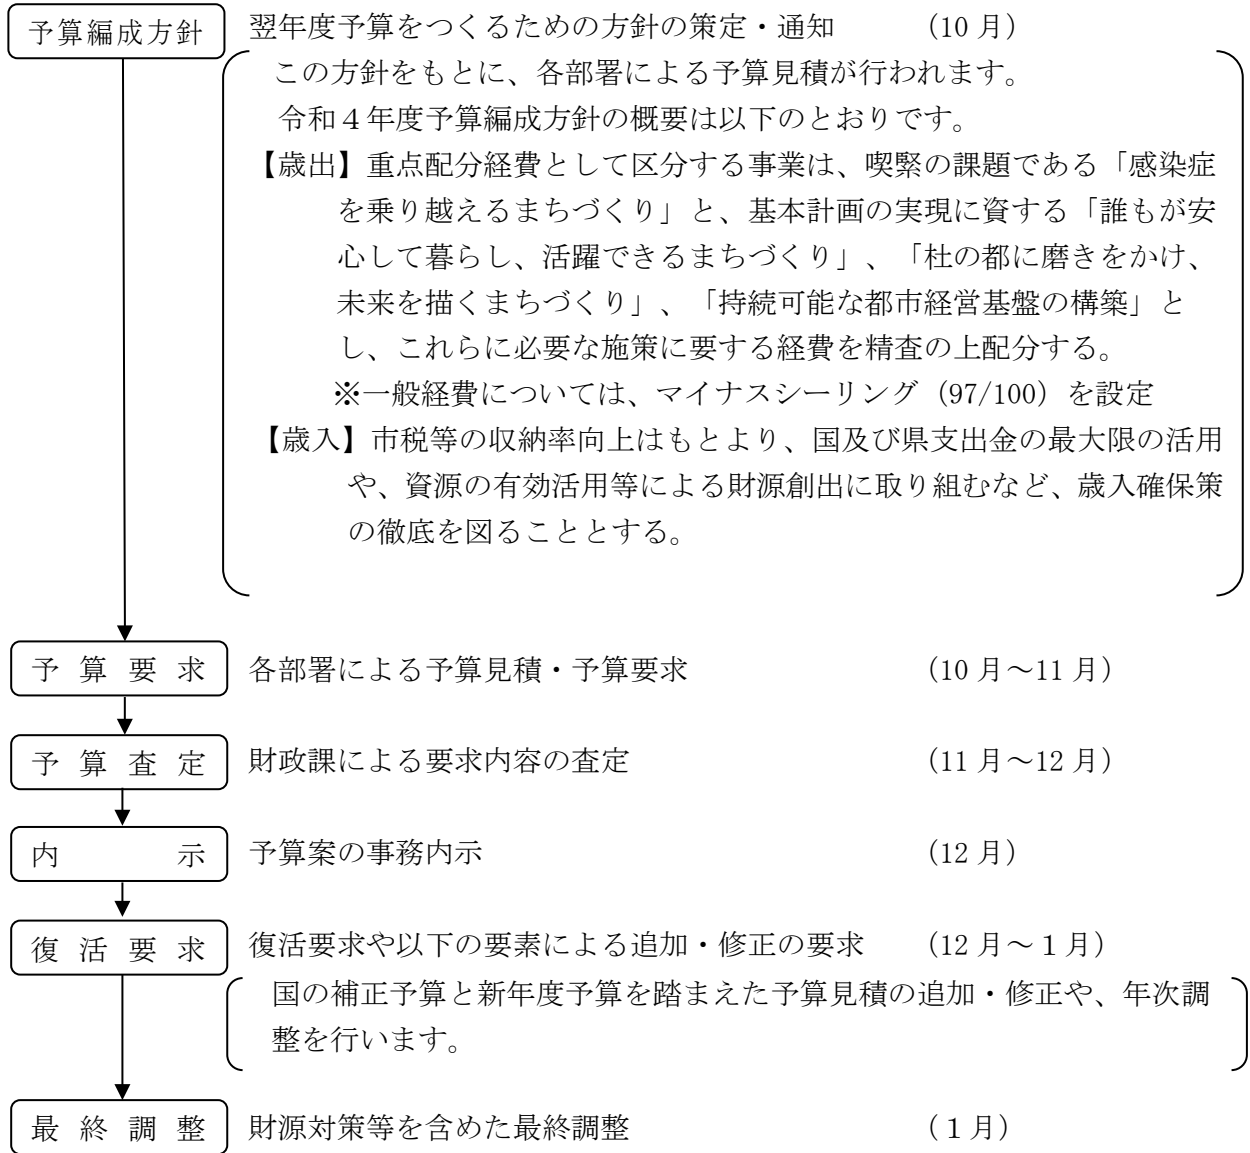 予算編成方針 翌年度予算をつくるための方針の策定・通知 （10月）
この方針をもとに、各部署による予算見積が行われます。
令和４年度予算編成方針の概要は以下のとおりです。
【歳出】重点配分経費として区分する事業は、喫緊の課題である「感染症
を乗り越えるまちづくり」と、基本計画の実現に資する「誰もが安
心して暮らし、活躍できるまちづくり」、「杜の都に磨きをかけ、
未来を描くまちづくり」、「持続可能な都市経営基盤の構築」と
し、これらに必要な施策に要する経費を精査の上配分する。
※一般経費については、マイナスシーリング（97/100）を設定
【歳入】市税等の収納率向上はもとより、国及び県支出金の最大限の活用
や、資源の有効活用等による財源創出に取り組むなど、歳入確保策
の徹底を図ることとする。
予算要求 各部署による予算見積・予算要求 （10月～11月）
予算査定 財政課による要求内容の査定 （11月～12月）
内示 予算案の事務内示 （12月）
復活要求 復活要求や以下の要素による追加・修正の要求 （12月～１月）
国の補正予算と新年度予算を踏まえた予算見積の追加・修正や、年次調
整を行います。
最終調整 財源対策等を含めた最終調整 （１月）